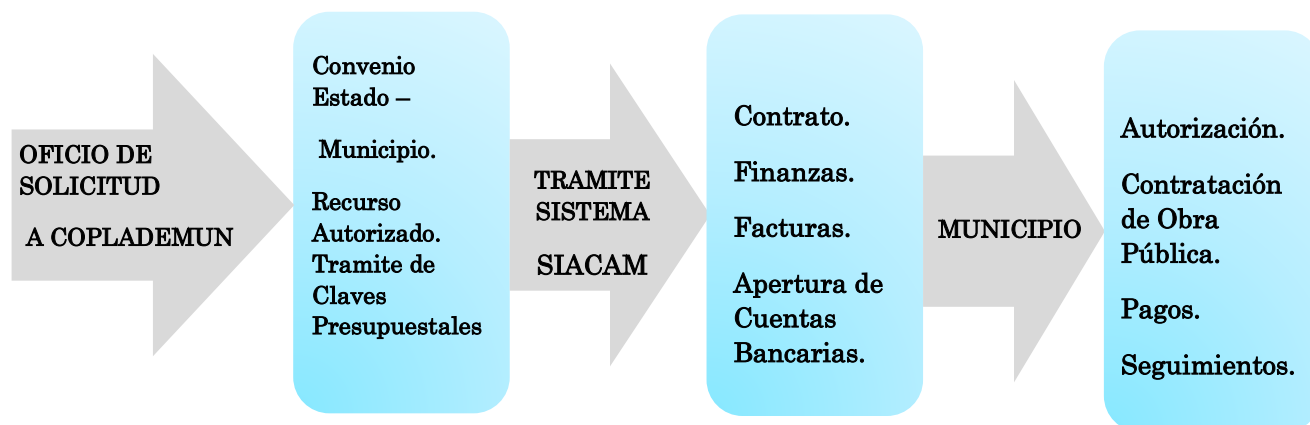 OFICIO DE
SOLICITUD
A COPLADEMUN
Convenio
Estado –
Municipio.
Recurso
Autorizado.
Tramite de
Claves
Presupuestales
TRAMITE
SISTEMA
SIACAM
Contrato.
Finanzas.
Facturas.
Apertura de
Cuentas
Bancarias.
MUNICIPIO
Autorización.
Contratación
de Obra
Pública.
Pagos.
Seguimientos.